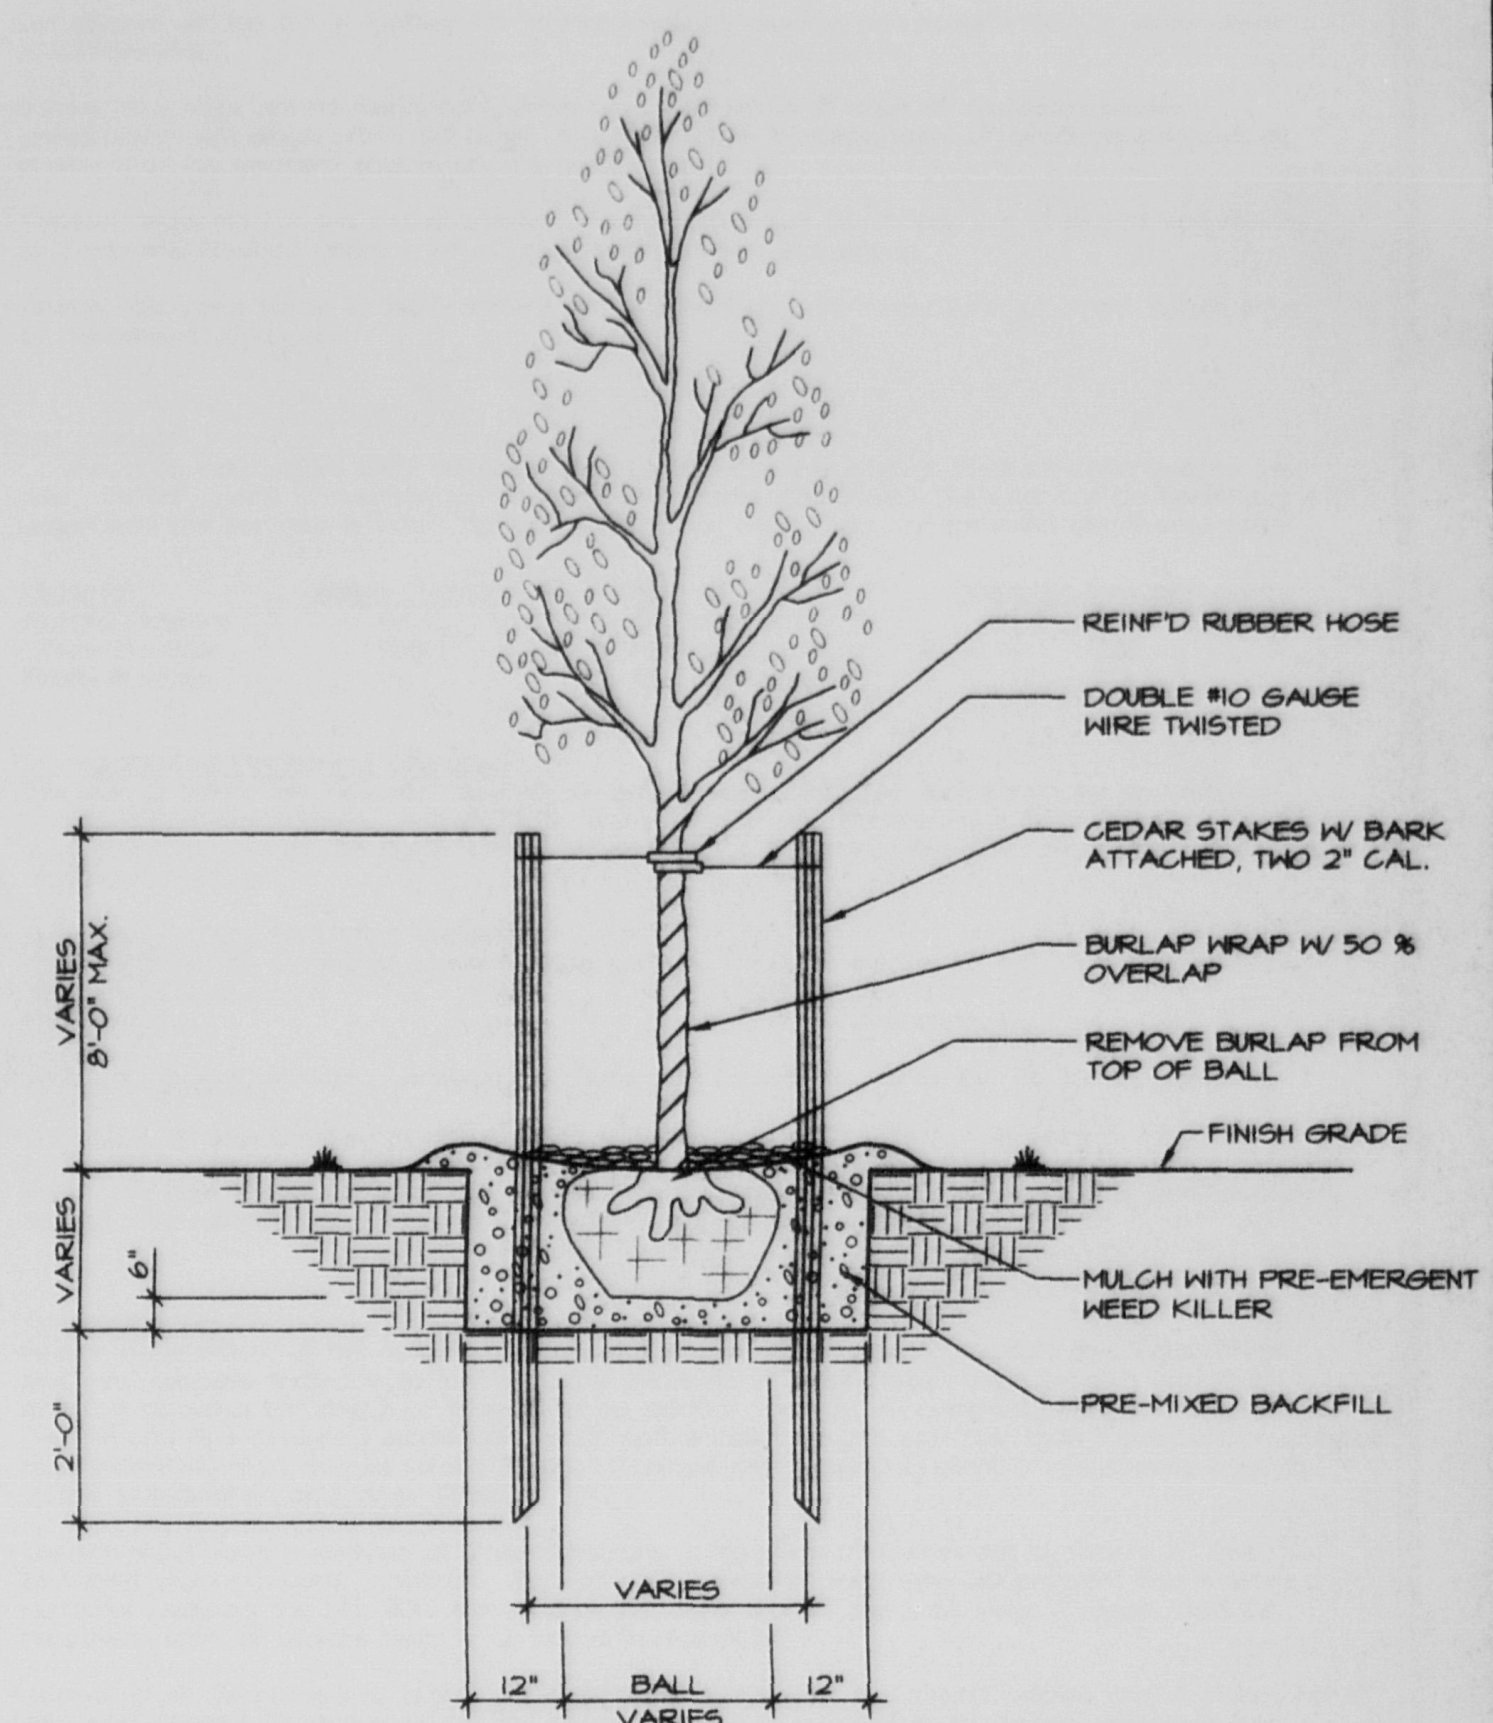 REINF'D RUBBER HOSE
DOUBLE #10 GAUGE
WIRE TWISTED
CEDAR STAKES W/ BARK
ATTACHED, TWO 2" CAL.
BURLAP WRAP W/ 50 %
OVERLAP
REMOVE BURLAP FROM
TOP OF BALL
FINISH GRADE
MULCH WITH PRE-EMERGENT
WEED KILLER
PRE-MIXED BACKFILL
VARIES
8'-0" MAX.
VARIES
6"
2'-0"
VARIES
12"
BALL
VARIES
12"